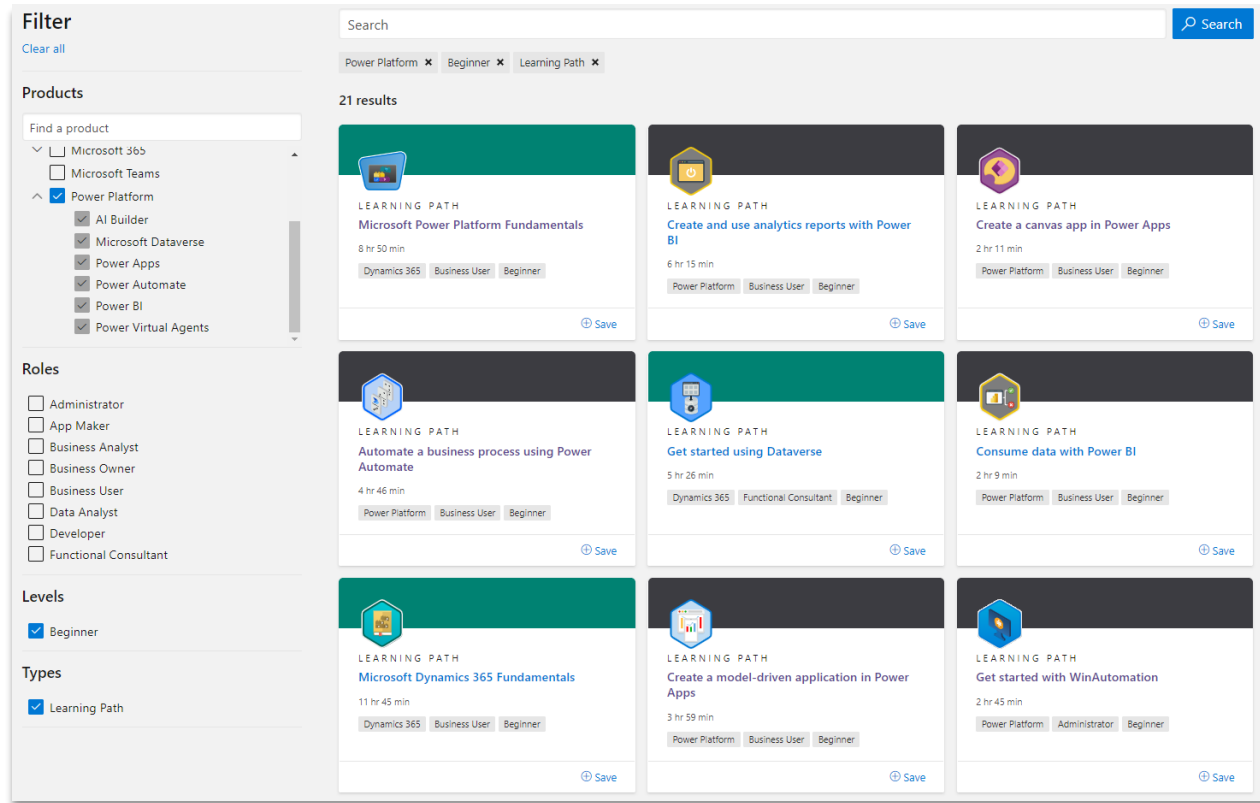 Filter
Clear all
Products
Find a product
Microsoft 365
Microsoft Teams
Power Platform
AI Builder
Microsoft Dataverse
Power Apps
Power Automate
Power BI
Power Virtual Agents
Roles
Administrator
App Maker
Business Analyst
Business Owner
Business User
Data Analyst
Developer
Functional Consultant
Levels
Beginner
Types
Learning Path
Search
Search
Power Platform ✖ Beginner ✖ Learning Path ✖
21 results
LEARNING PATH
Microsoft Power Platform Fundamentals
8 hr 50 min
Dynamics 365 Business User Beginner
Save
LEARNING PATH
Create and use analytics reports with Power
BI
6 hr 15 min
Power Platform Business User Beginner
Save
LEARNING PATH
Create a canvas app in Power Apps
2 hr 11 min
Power Platform Business User Beginner
Save
LEARNING PATH
Automate a business process using Power
Automate
4 hr 46 min
Power Platform Business User Beginner
Save
LEARNING PATH
Get started using Dataverse
5 hr 26 min
Dynamics 365 Functional Consultant Beginner
Save
LEARNING PATH
Consume data with Power BI
2 hr 9 min
Power Platform Business User Beginner
Save
LEARNING PATH
Microsoft Dynamics 365 Fundamentals
11 hr 45 min
Dynamics 365 Business User Beginner
Save
LEARNING PATH
Create a model-driven application in Power
Apps
3 hr 59 min
Power Platform Business User Beginner
Save
LEARNING PATH
Get started with WinAutomation
2 hr 45 min
Power Platform Administrator Beginner
Save